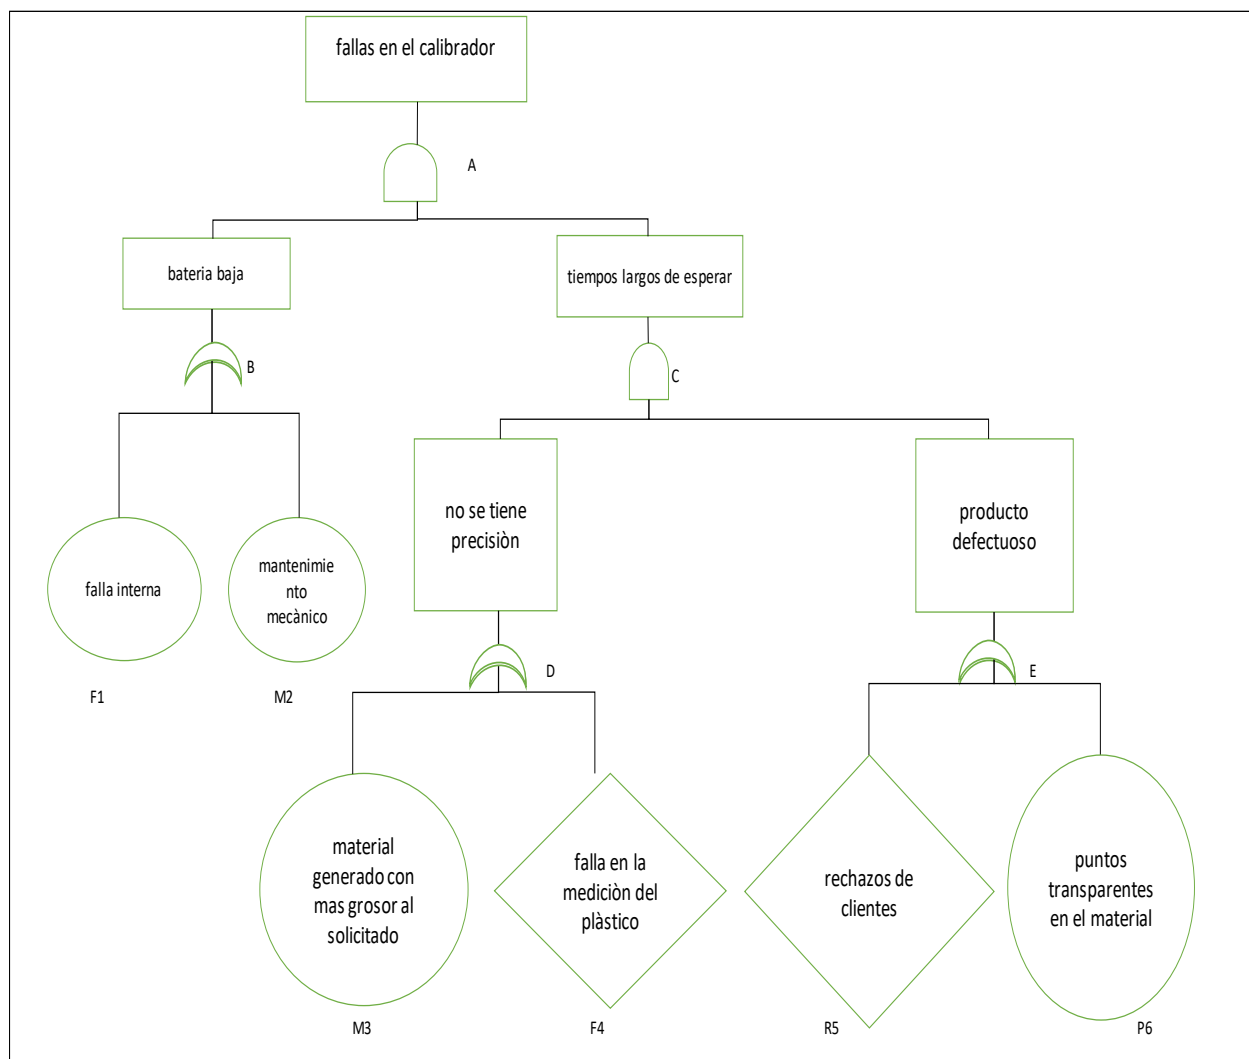 fallas en el calibrador
A
bateria baja
tiempos largos de esperar
B
C
no se tiene
precisiòn
producto
defectuoso
falla interna
mantenimie
nto
mecànico
D
E
F1
M2
material
generado con
mas grosor al
solicitado
falla en la
mediciòn del
plàstico
rechazos de
clientes
puntos
transparentes
en el material
M3
F4
R5
P6